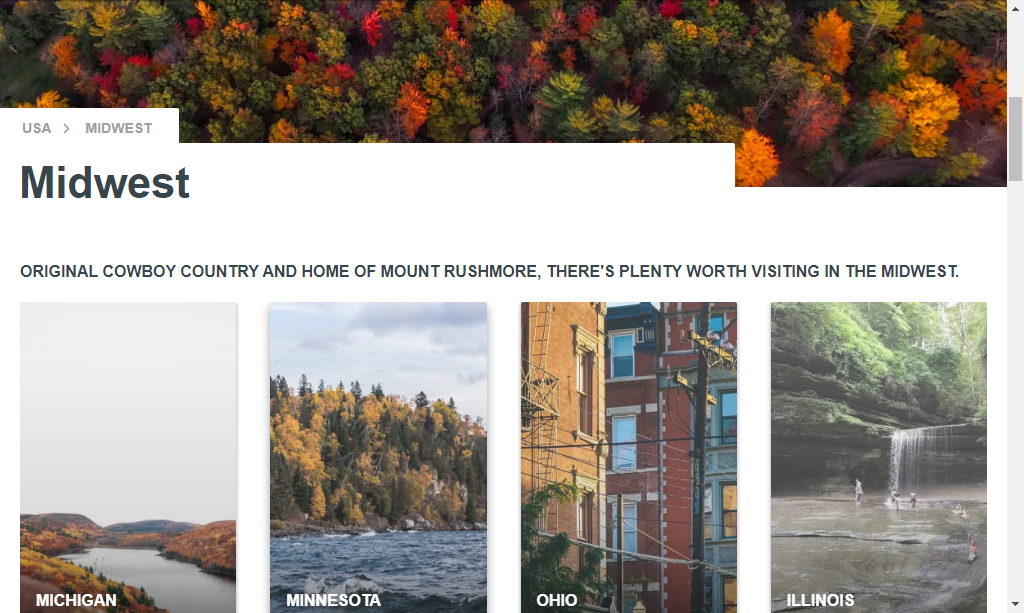 USA > MIDWEST
Midwest
ORIGINAL COWBOY COUNTRY AND HOME OF MOUNT RUSHMORE, THERE'S PLENTY WORTH VISITING IN THE MIDWEST.
MICHIGAN
MINNESOTA
OHIO
ILLINOIS